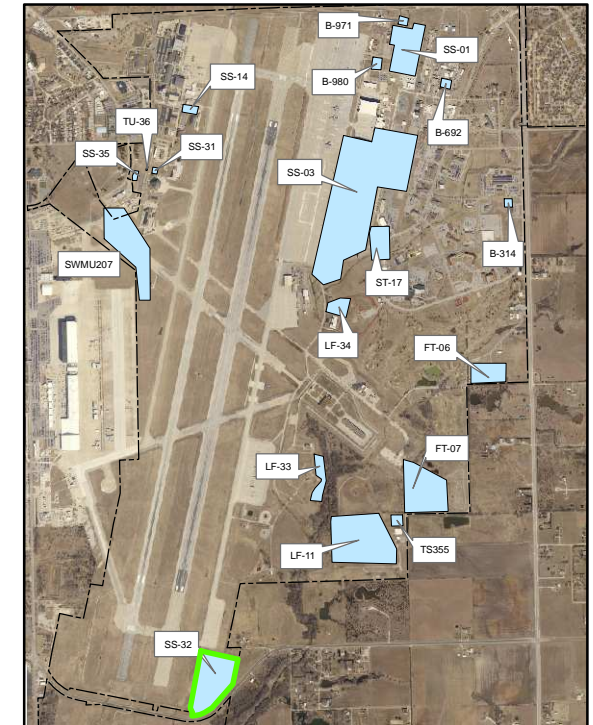 B-971
SS-01
SS-14
B-980
TU-36
B-692
SS-35
SS-31
SS-03
B-314
SWMU207
ST-17
LF-34
FT-06
LF-33
FT-07
LF-11
TS355
SS-32